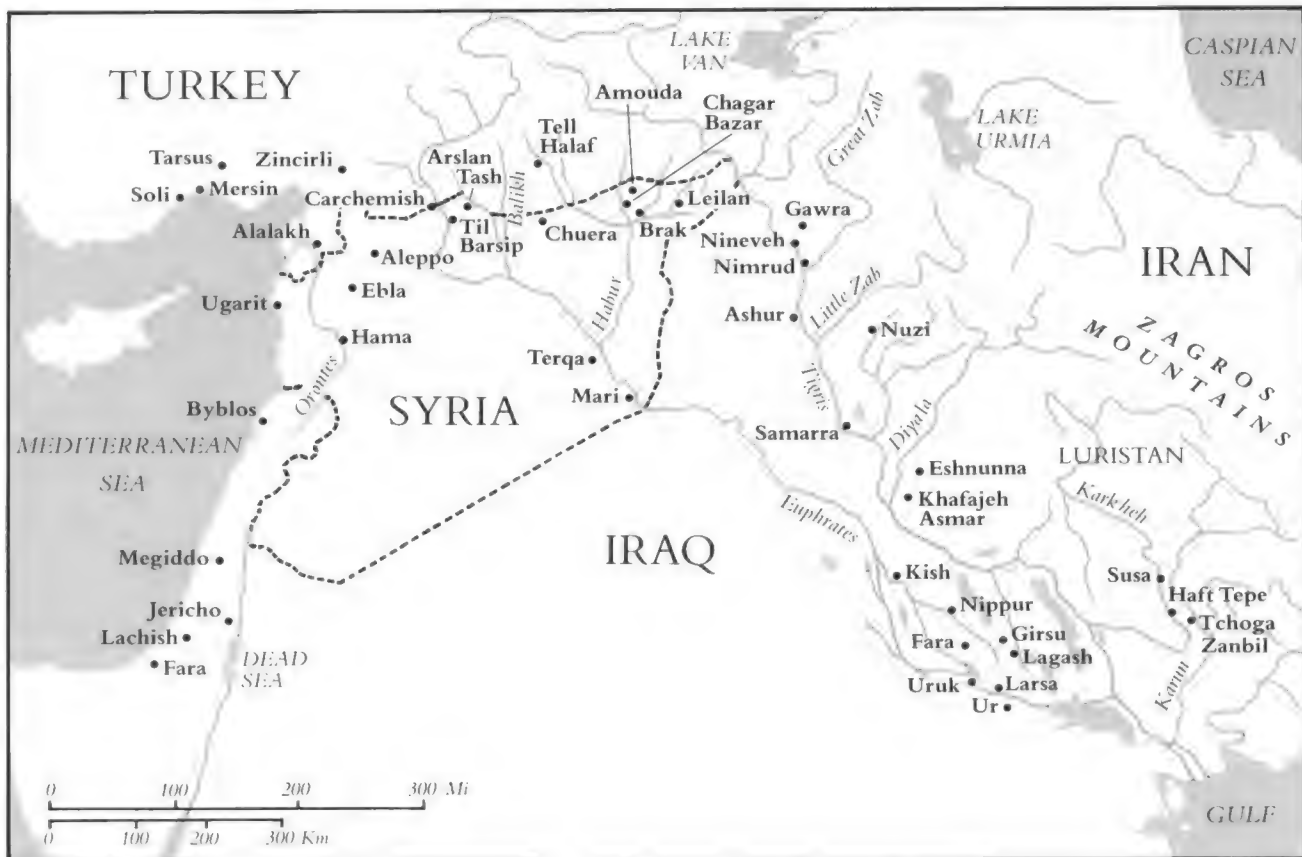 LAKE
VAN
CASPIAN
SEA
TURKEY
Amouda
Chagar
Bazar
Great Zab
LAKE
URMIA
Tell
Halaf
Tarsus
Zincirli
Arslan
Tash
Soli
Mersin
Carchemish
Balikh
Leilan
Gawra
Alalakh
Til
Barsip
Chuera
Brak
Nineveh
Aleppo
Nimrud
IRAN
Ebla
Habur
Little Zab
Ugarit
Ashur
Nuzi
ZAGROS
MOUNTAINS
Hama
Terqa
Orontes
Tigris
Mari
SYRIA
Byblos
Diyala
Samarra
MEDITERRANEAN
SEA
LURISTAN
Eshnunna
Karkheh
Khafajeh
Asmar
Euphrates
IRAQ
Megiddo
Kish
Susa
Haft Tepe
Jericho
Nippur
Tchoga
Zanbil
Lachish
Fara
Girsu
Fara
DEAD
SEA
Lagash
Uruk
Larsa
Karun
Ur
0 100 200 300 Mi
0 100 200 300 Km
GULF